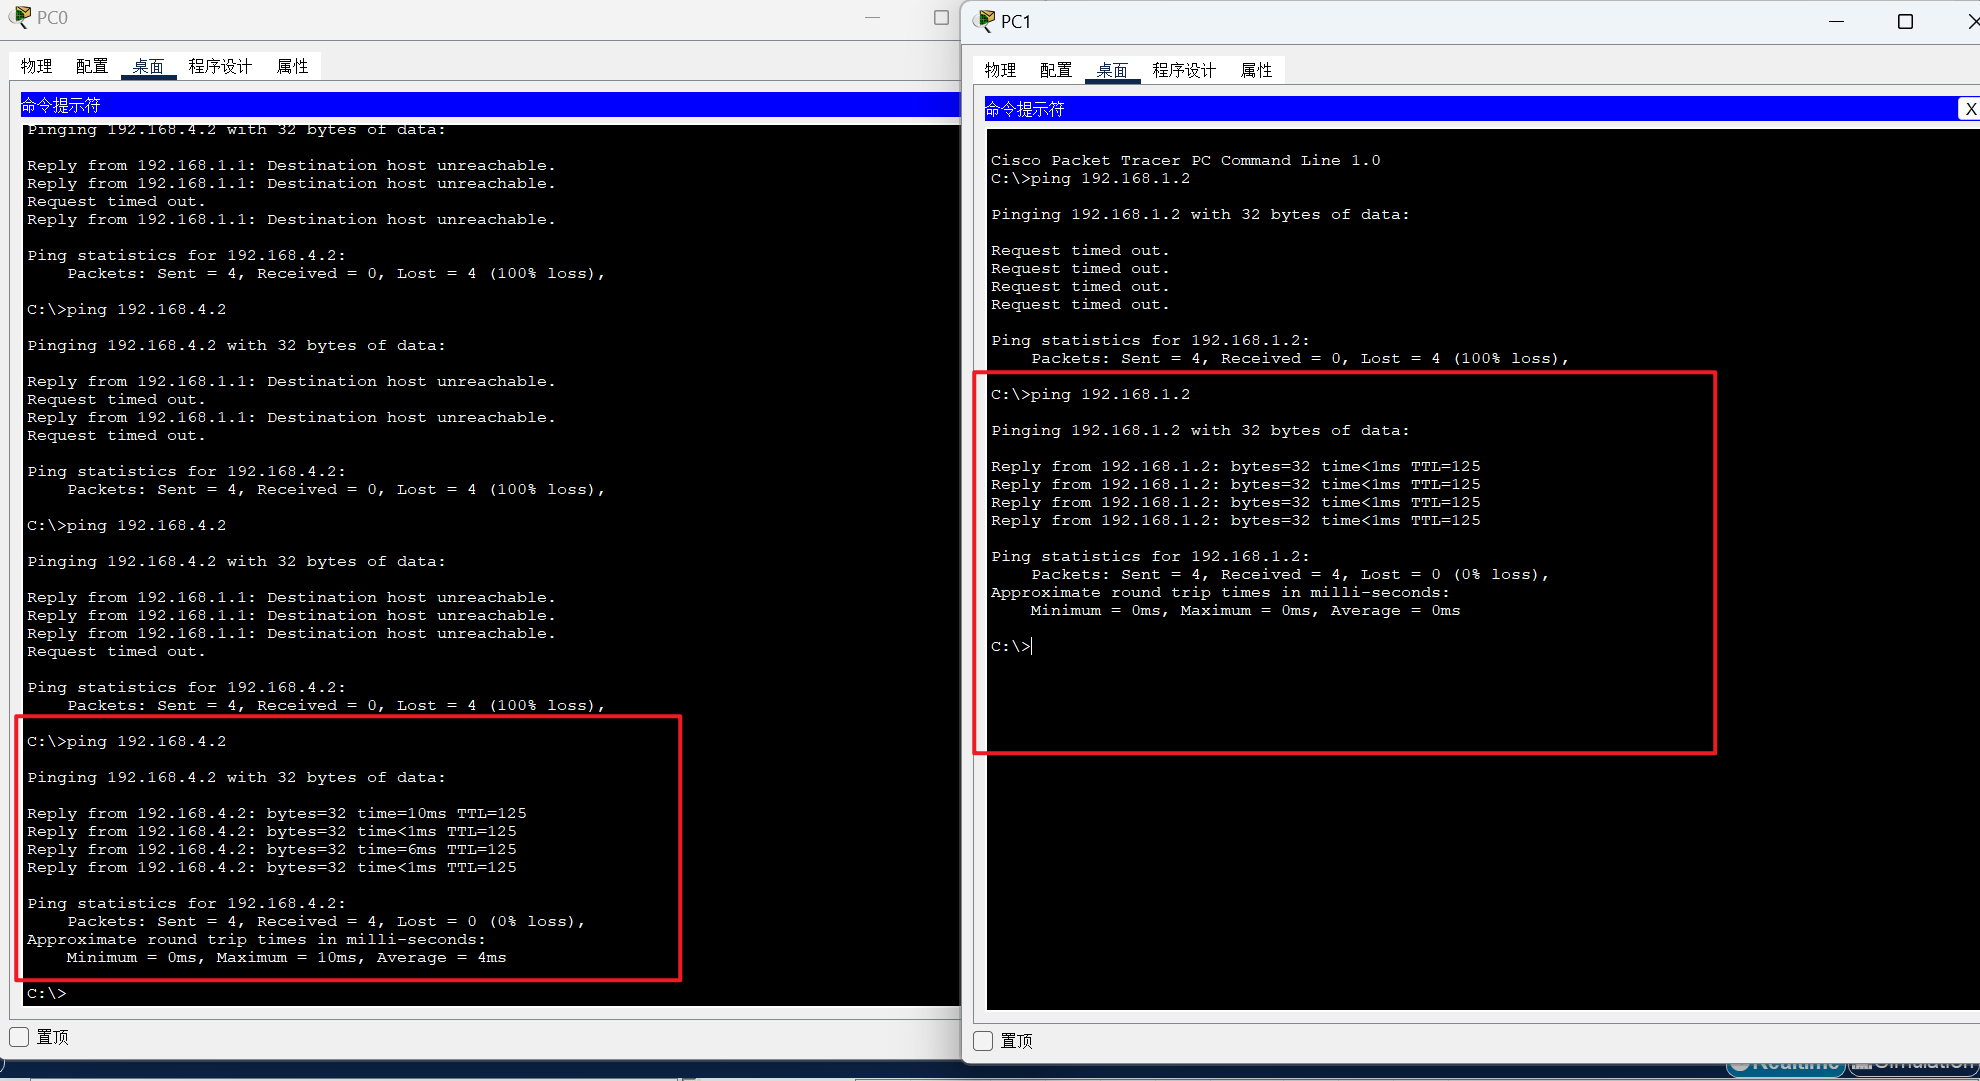 PC0
物理 配置 桌面 程序设计 属性
命令提示符
Pinging 192.168.4.2 with 32 bytes of data:
Reply from 192.168.1.1: Destination host unreachable.
Reply from 192.168.1.1: Destination host unreachable.
Request timed out.
Reply from 192.168.1.1: Destination host unreachable.
Ping statistics for 192.168.4.2:
Packets: Sent = 4, Received = 0, Lost = 4 (100% loss),
C:\>ping 192.168.4.2
Pinging 192.168.4.2 with 32 bytes of data:
Reply from 192.168.1.1: Destination host unreachable.
Request timed out.
Reply from 192.168.1.1: Destination host unreachable.
Request timed out.
Ping statistics for 192.168.4.2:
Packets: Sent = 4, Received = 0, Lost = 4 (100% loss),
C:\>ping 192.168.4.2
Pinging 192.168.4.2 with 32 bytes of data:
Reply from 192.168.1.1: Destination host unreachable.
Reply from 192.168.1.1: Destination host unreachable.
Reply from 192.168.1.1: Destination host unreachable.
Request timed out.
Ping statistics for 192.168.4.2:
Packets: Sent = 4, Received = 0, Lost = 4 (100% loss),
C:\>ping 192.168.4.2
Pinging 192.168.4.2 with 32 bytes of data:
Reply from 192.168.4.2: bytes=32 time=10ms TTL=125
Reply from 192.168.4.2: bytes=32 time<1ms TTL=125
Reply from 192.168.4.2: bytes=32 time=6ms TTL=125
Reply from 192.168.4.2: bytes=32 time<1ms TTL=125
Ping statistics for 192.168.4.2:
Packets: Sent = 4, Received = 4, Lost = 0 (0% loss),
Approximate round trip times in milli-seconds:
Minimum = 0ms, Maximum = 10ms, Average = 4ms
C:\>
置顶
PC1
物理 配置 桌面 程序设计 属性
命令提示符
X
Cisco Packet Tracer PC Command Line 1.0
C:\>ping 192.168.1.2
Pinging 192.168.1.2 with 32 bytes of data:
Request timed out.
Request timed out.
Request timed out.
Request timed out.
Ping statistics for 192.168.1.2:
Packets: Sent = 4, Received = 0, Lost = 4 (100% loss),
C:\>ping 192.168.1.2
Pinging 192.168.1.2 with 32 bytes of data:
Reply from 192.168.1.2: bytes=32 time<1ms TTL=125
Reply from 192.168.1.2: bytes=32 time<1ms TTL=125
Reply from 192.168.1.2: bytes=32 time<1ms TTL=125
Reply from 192.168.1.2: bytes=32 time<1ms TTL=125
Ping statistics for 192.168.1.2:
Packets: Sent = 4, Received = 4, Lost = 0 (0% loss),
Approximate round trip times in milli-seconds:
Minimum = 0ms, Maximum = 0ms, Average = 0ms
C:\>
置顶
Realtime Simulation